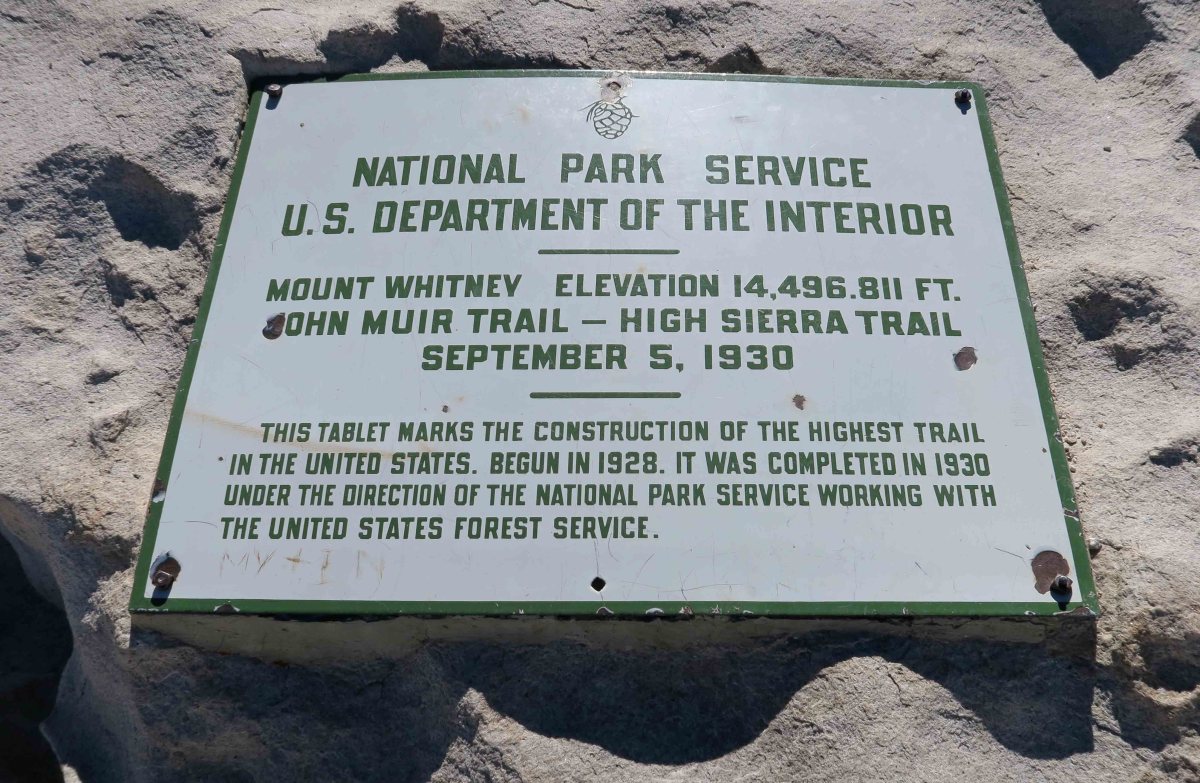 NATIONAL PARK SERVICE
U.S. DEPARTMENT OF THE INTERIOR
MOUNT WHITNEY ELEVATION 14,496.811 FT.
JOHN MUIR TRAIL – HIGH SIERRA TRAIL
SEPTEMBER 5, 1930
THIS TABLET MARKS THE CONSTRUCTION OF THE HIGHEST TRAIL
IN THE UNITED STATES. BEGUN IN 1928. IT WAS COMPLETED IN 1930
UNDER THE DIRECTION OF THE NATIONAL PARK SERVICE WORKING WITH
THE UNITED STATES FOREST SERVICE.